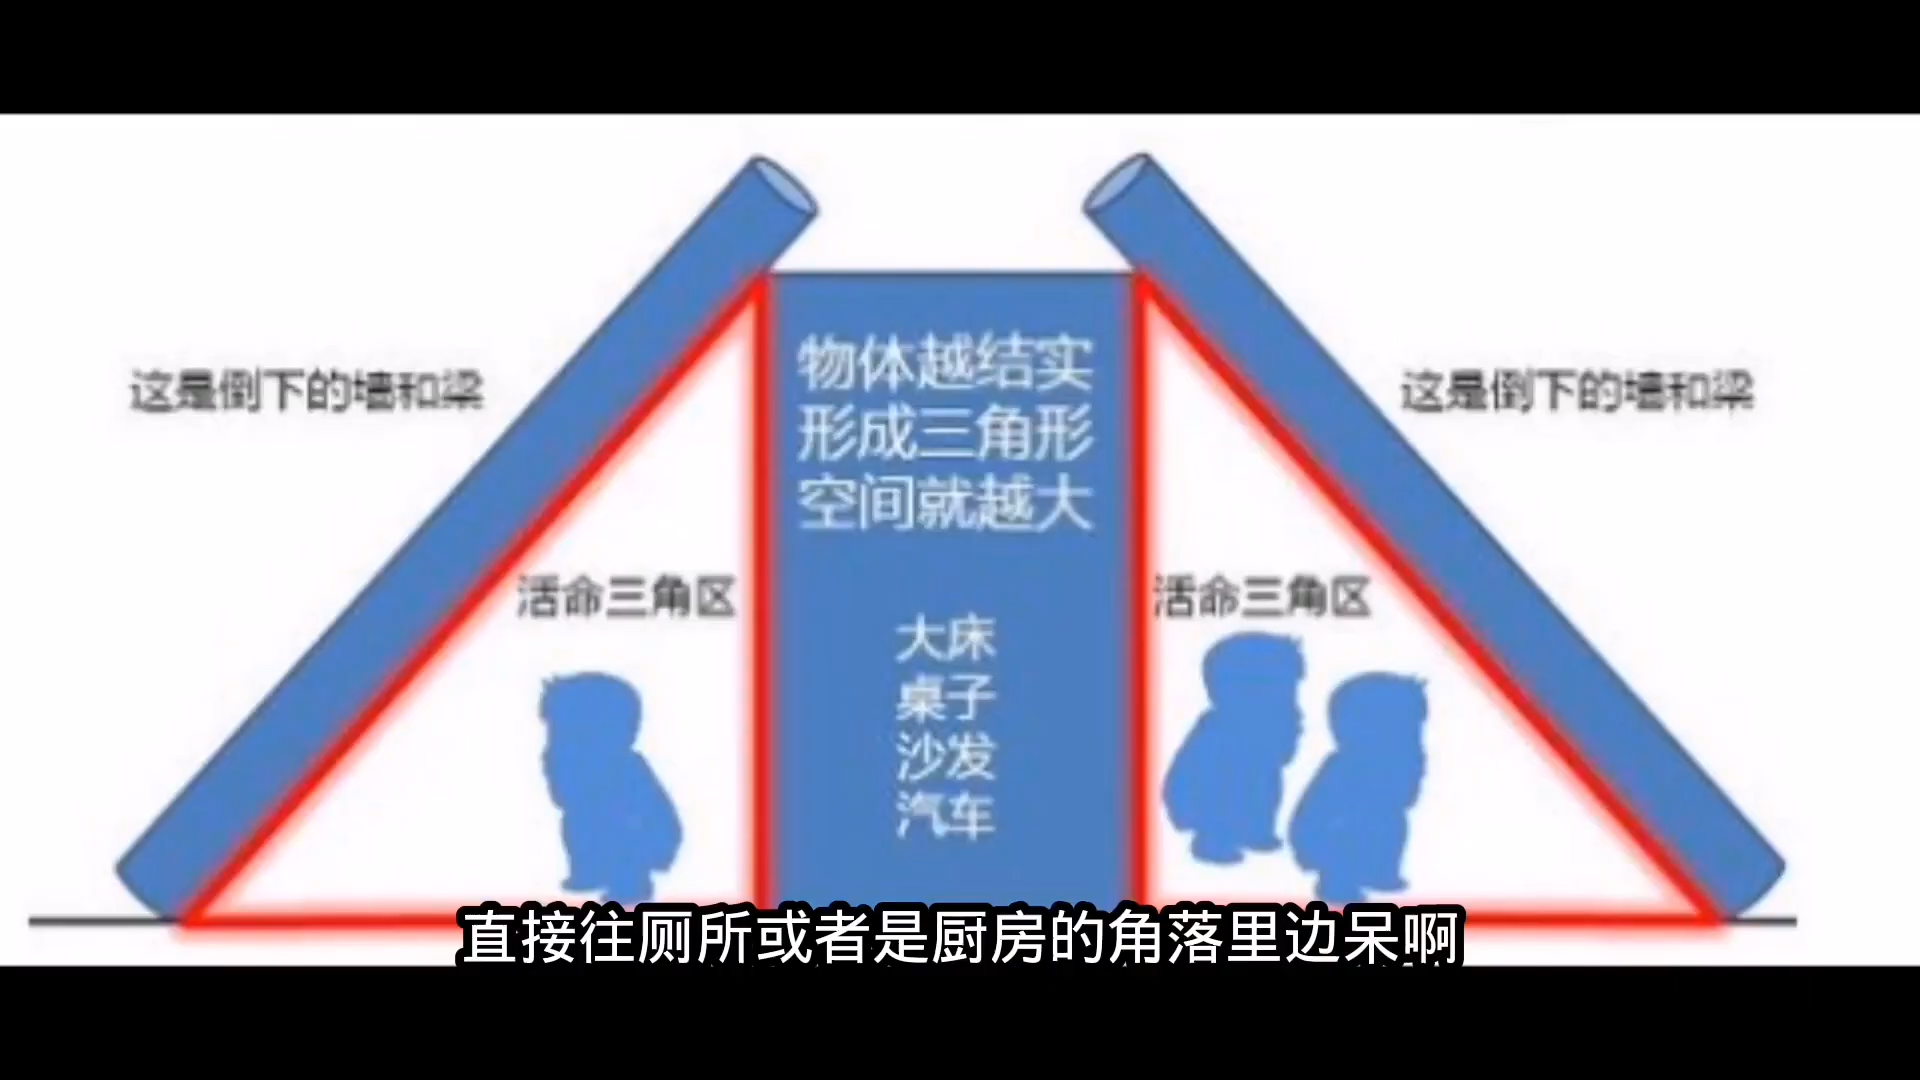 这是倒下的墙和梁
物体越结实
形成三角形
空间就越大
这是倒下的墙和梁
活命三角区
活命三角区
大床
桌子
沙发
汽车
直接往厕所或者是厨房的角落里边呆啊